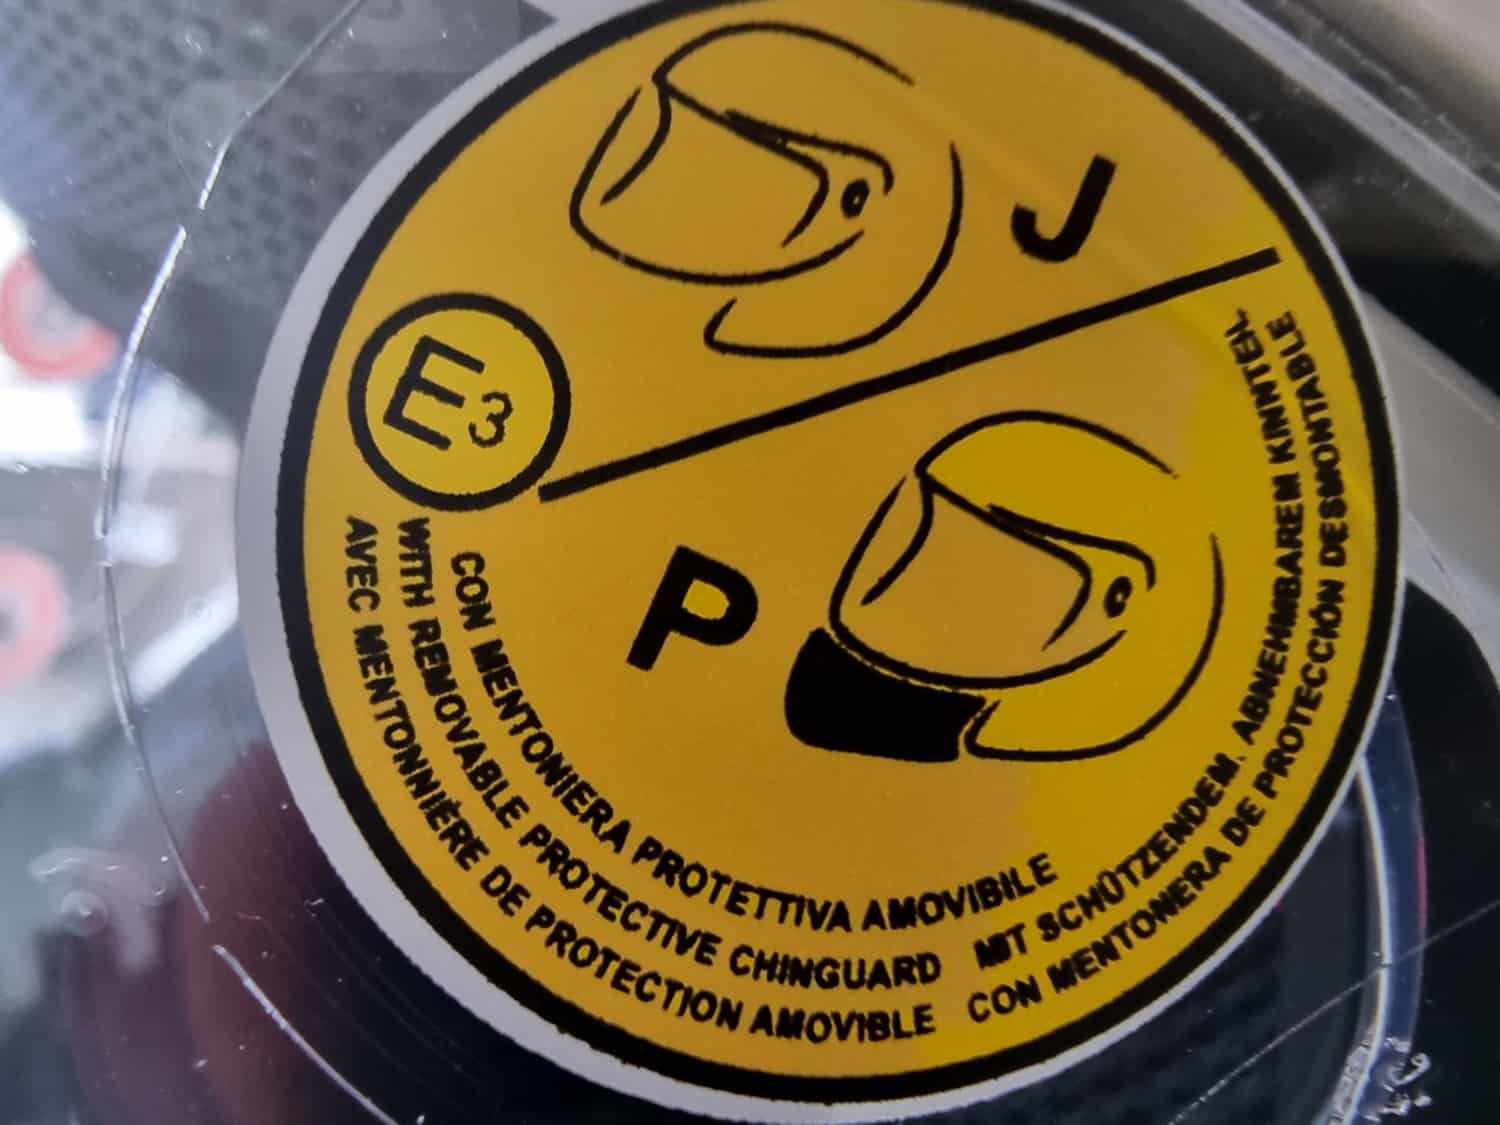 J
E3
P
CON MENTONIERA PROTETTIVA AMOVIBILE
WITH REMOVABLE PROTECTIVE CHINGUARD
AVEC MENTONNIÈRE DE PROTECTION AMOVIBLE
MIT SCHÜTZENDEM, ABNEHMBAREM KINNTEIL
CON MENTONERA DE PROTECCIÓN DESMONTABLE